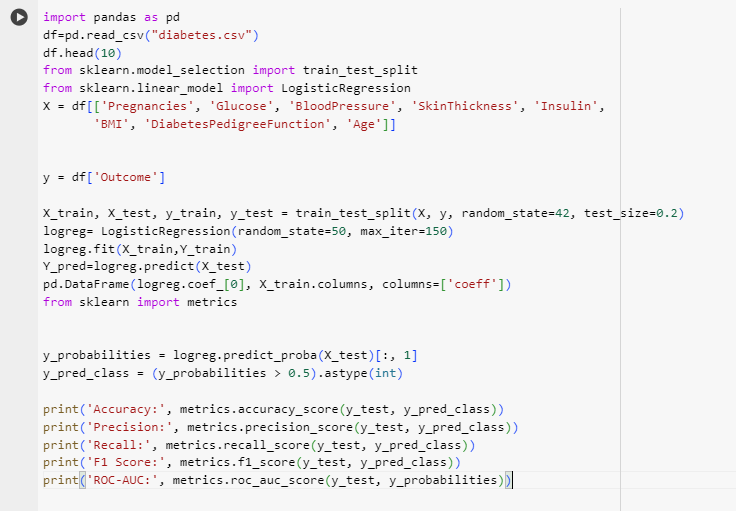 import pandas as pd
df=pd.read_csv("diabetes.csv")
df.head(10)
from sklearn.model_selection import train_test_split
from sklearn.linear_model import LogisticRegression
X = df[['Pregnancies', 'Glucose', 'BloodPressure', 'SkinThickness', 'Insulin',
       'BMI', 'DiabetesPedigreeFunction', 'Age']]
y = df['Outcome']
X_train, X_test, y_train, y_test = train_test_split(X, y, random_state=42, test_size=0.2)
logreg= LogisticRegression(random_state=50, max_iter=150)
logreg.fit(X_train,Y_train)
Y_pred=logreg.predict(X_test)
pd.DataFrame(logreg.coef_[0], X_train.columns, columns=['coeff'])
from sklearn import metrics
y_probabilities = logreg.predict_proba(X_test)[:, 1]
y_pred_class = (y_probabilities > 0.5).astype(int)
print('Accuracy:', metrics.accuracy_score(y_test, y_pred_class))
print('Precision:', metrics.precision_score(y_test, y_pred_class))
print('Recall:', metrics.recall_score(y_test, y_pred_class))
print('F1 Score:', metrics.f1_score(y_test, y_pred_class))
print('ROC-AUC:', metrics.roc_auc_score(y_test, y_probabilities))